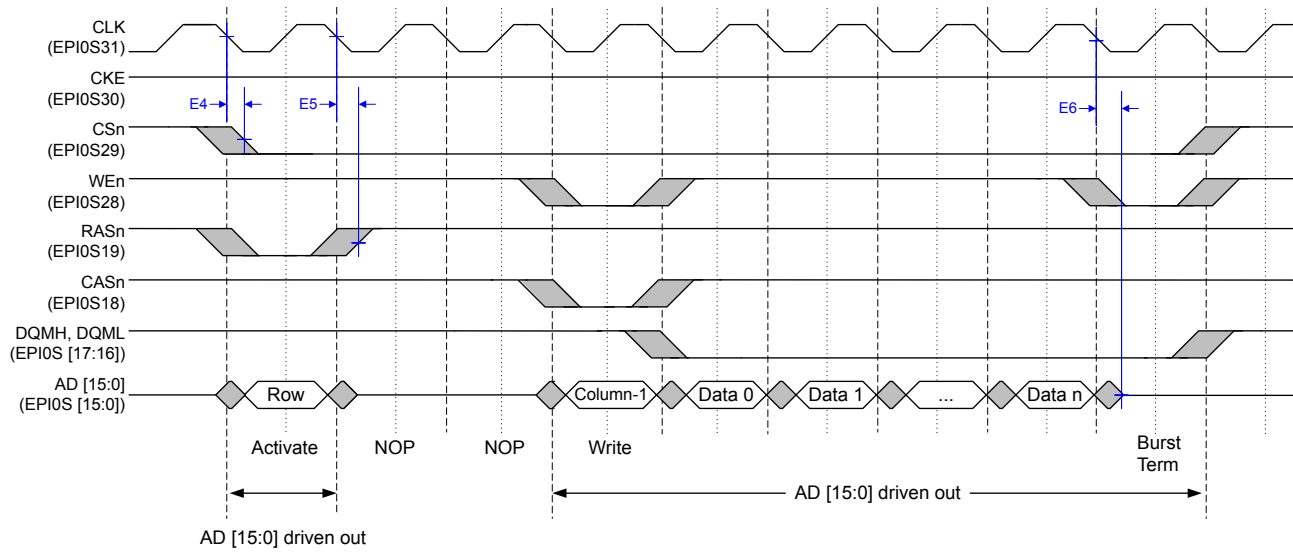 CLK
(EPI0S31)
CKE
(EPI0S30)
E4
E5
E6
CSn
(EPI0S29)
WEn
(EPI0S28)
RASn
(EPI0S19)
CASn
(EPI0S18)
DQMH, DQML
(EPI0S [17:16])
AD [15:0]
(EPI0S [15:0])
Row
Column-1
Data 0
Data 1
...
Data n
Activate
NOP
NOP
Write
Burst
Term
AD [15:0] driven out
AD [15:0] driven out